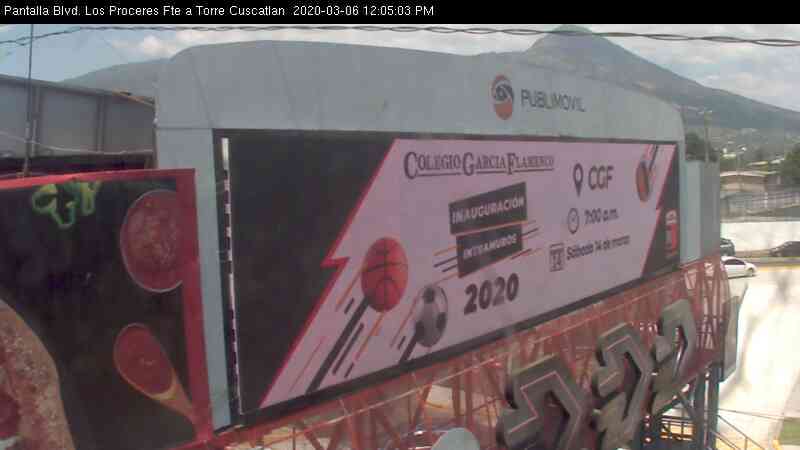 Pantalla Blvd. Los Proceres Fte a Torre Cuscatlan 2020-03-06 12:05:03 PM
PUBLIMOVIL
COLEGIO GARCIA FLAMENCO
INAUGURACIÓN
INTRAMUROS
2020
CGF
7:00 a.m.
14
Sábado 14 de marzo